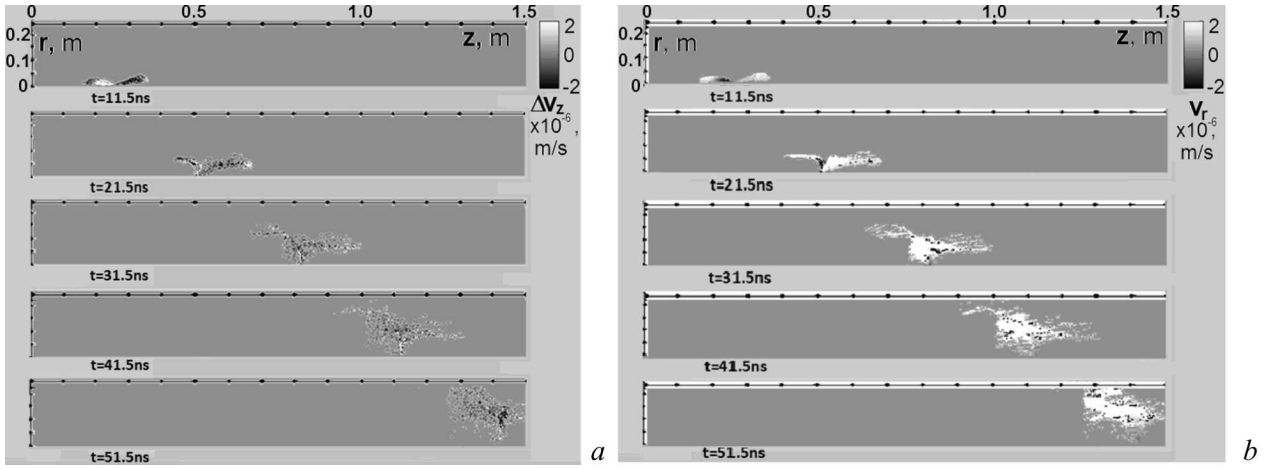 0 0.5 1.0 1.5
0.2
0.1
0
r, m
z, m
2
0
-2
Δvz
x10-6,
m/s
t=11.5ns
t=21.5ns
t=31.5ns
t=41.5ns
t=51.5ns
a
0 0.5 1.0 1.5
0.2
0.1
0
r, m
z, m
2
0
-2
vr
x10-6,
m/s
t=11.5ns
t=21.5ns
t=31.5ns
t=41.5ns
t=51.5ns
b